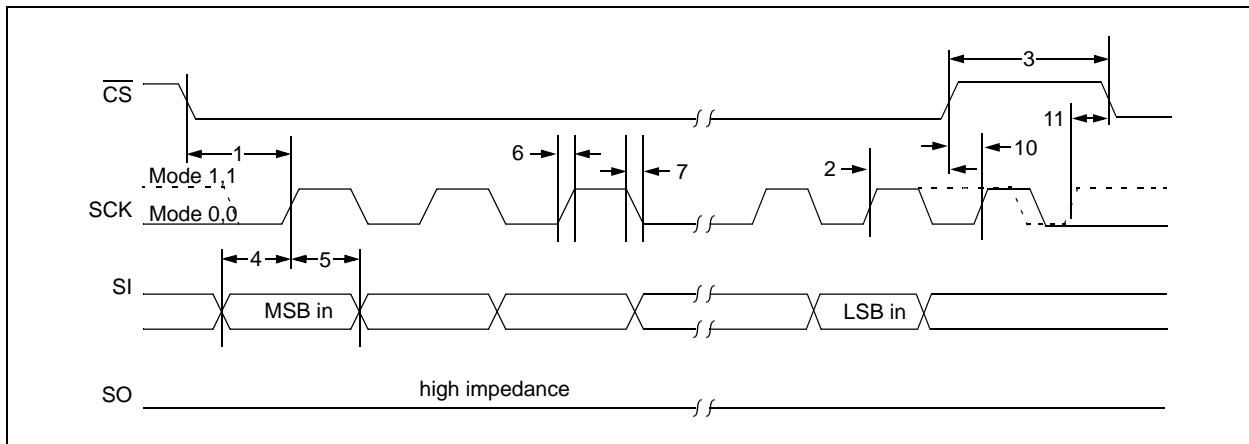 3
CS
11
1
6
2
10
Mode 1,1
7
SCK
Mode 0,0
4
5
SI
MSB in
LSB in
SO
high impedance